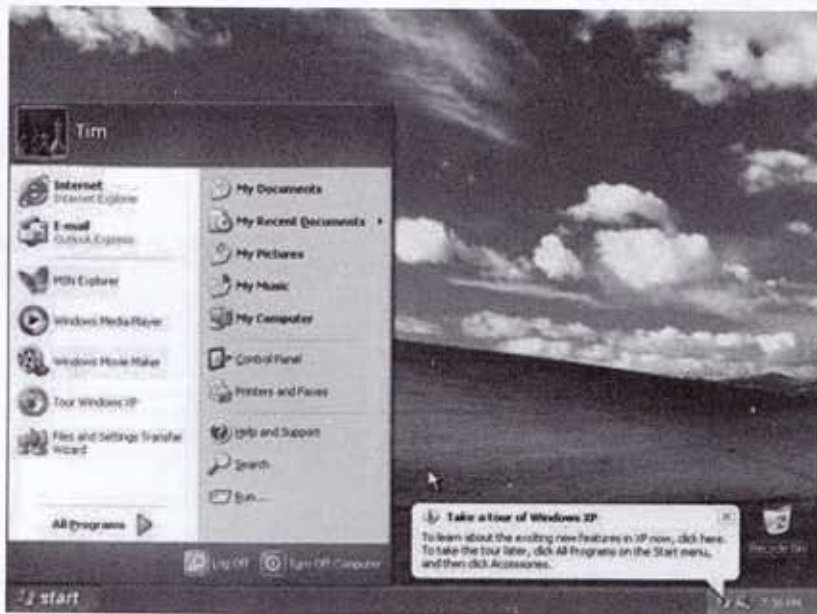 Tim
Internet
Internet Explorer
E-mail
Outlook Express
MSN Explorer
Windows Media Player
Windows Movie Maker
Tour Windows XP
Files and Settings Transfer
Wizard
All Programs
My Documents
My Recent Documents
My Pictures
My Music
My Computer
Control Panel
Printers and Faxes
Help and Support
Search
Run...
Log Off
Turn Off Computer
Take a tour of Windows XP
To learn about the exciting new features in XP now, click here.
To take the tour later, click All Programs on the Start menu,
and then click Accessories.
Recycle Bin
start